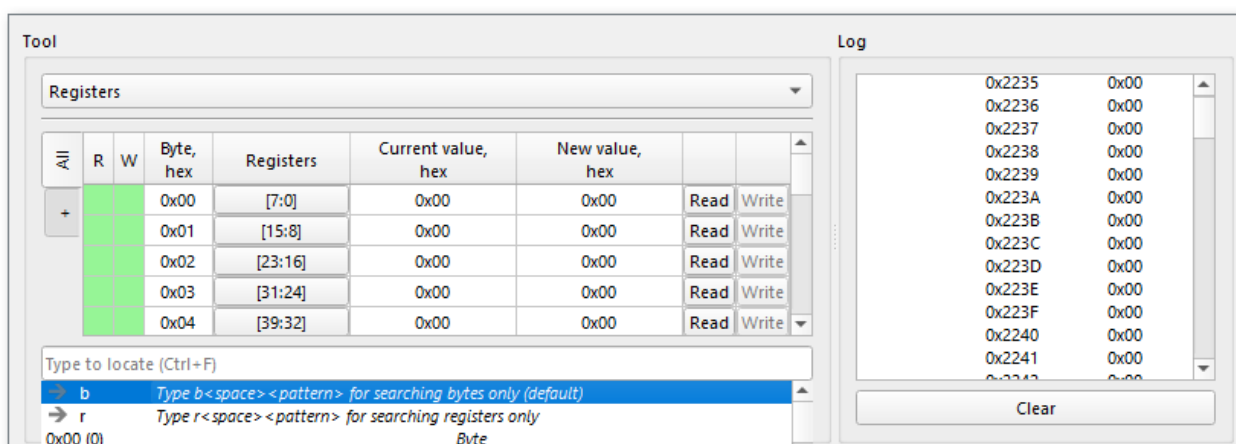 Tool
Registers
All
+
R W Byte, hex Registers Current value, hex New value, hex
0x00 [7:0] 0x00 0x00 Read Write
0x01 [15:8] 0x00 0x00 Read Write
0x02 [23:16] 0x00 0x00 Read Write
0x03 [31:24] 0x00 0x00 Read Write
0x04 [39:32] 0x00 0x00 Read Write
Type to locate (Ctrl+F)
b Type b<space><pattern> for searching bytes only (default)
r Type r<space><pattern> for searching registers only
0x00 (0) Byte
Log
0x2235 0x00
0x2236 0x00
0x2237 0x00
0x2238 0x00
0x2239 0x00
0x223A 0x00
0x223B 0x00
0x223C 0x00
0x223D 0x00
0x223E 0x00
0x223F 0x00
0x2240 0x00
0x2241 0x00
Clear